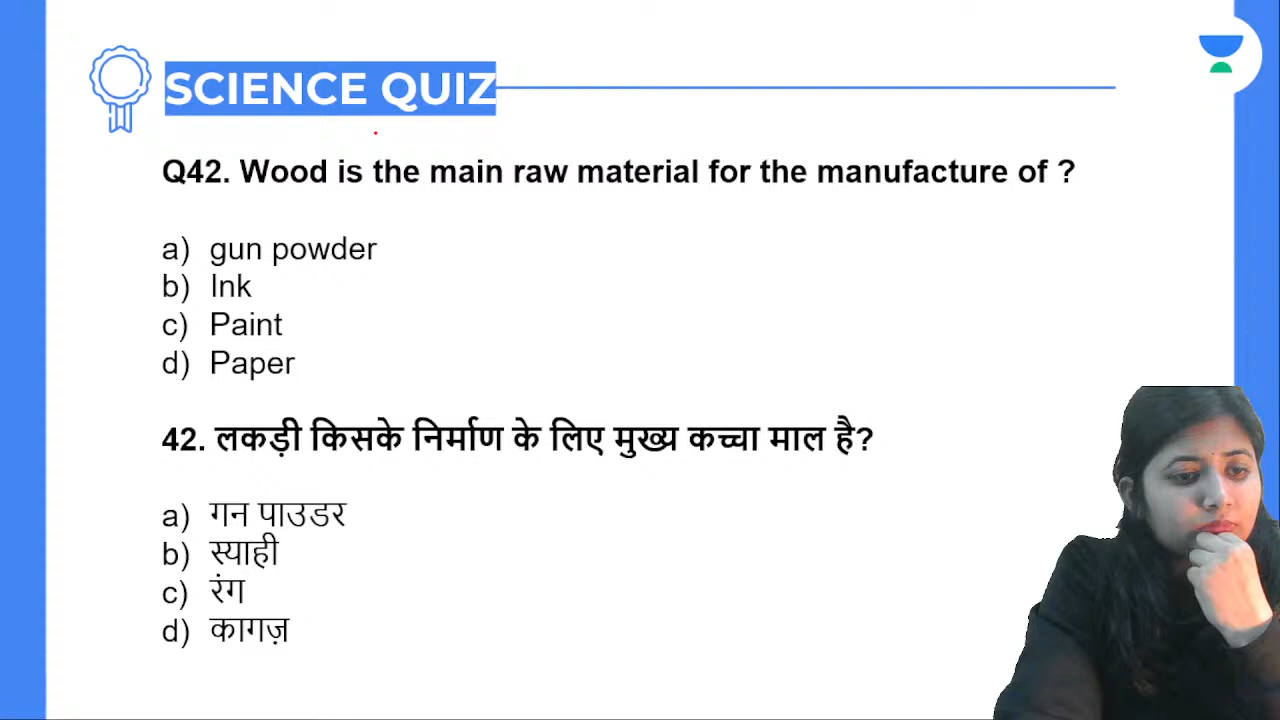 SCIENCE QUIZ
Q42. Wood is the main raw material for the manufacture of ?
a) gun powder
b) Ink
c) Paint
d) Paper
42. लकड़ी किसके निर्माण के लिए मुख्य कच्चा माल है?
a) गन पाउडर
b) स्याही
c) रंग
d) कागज़